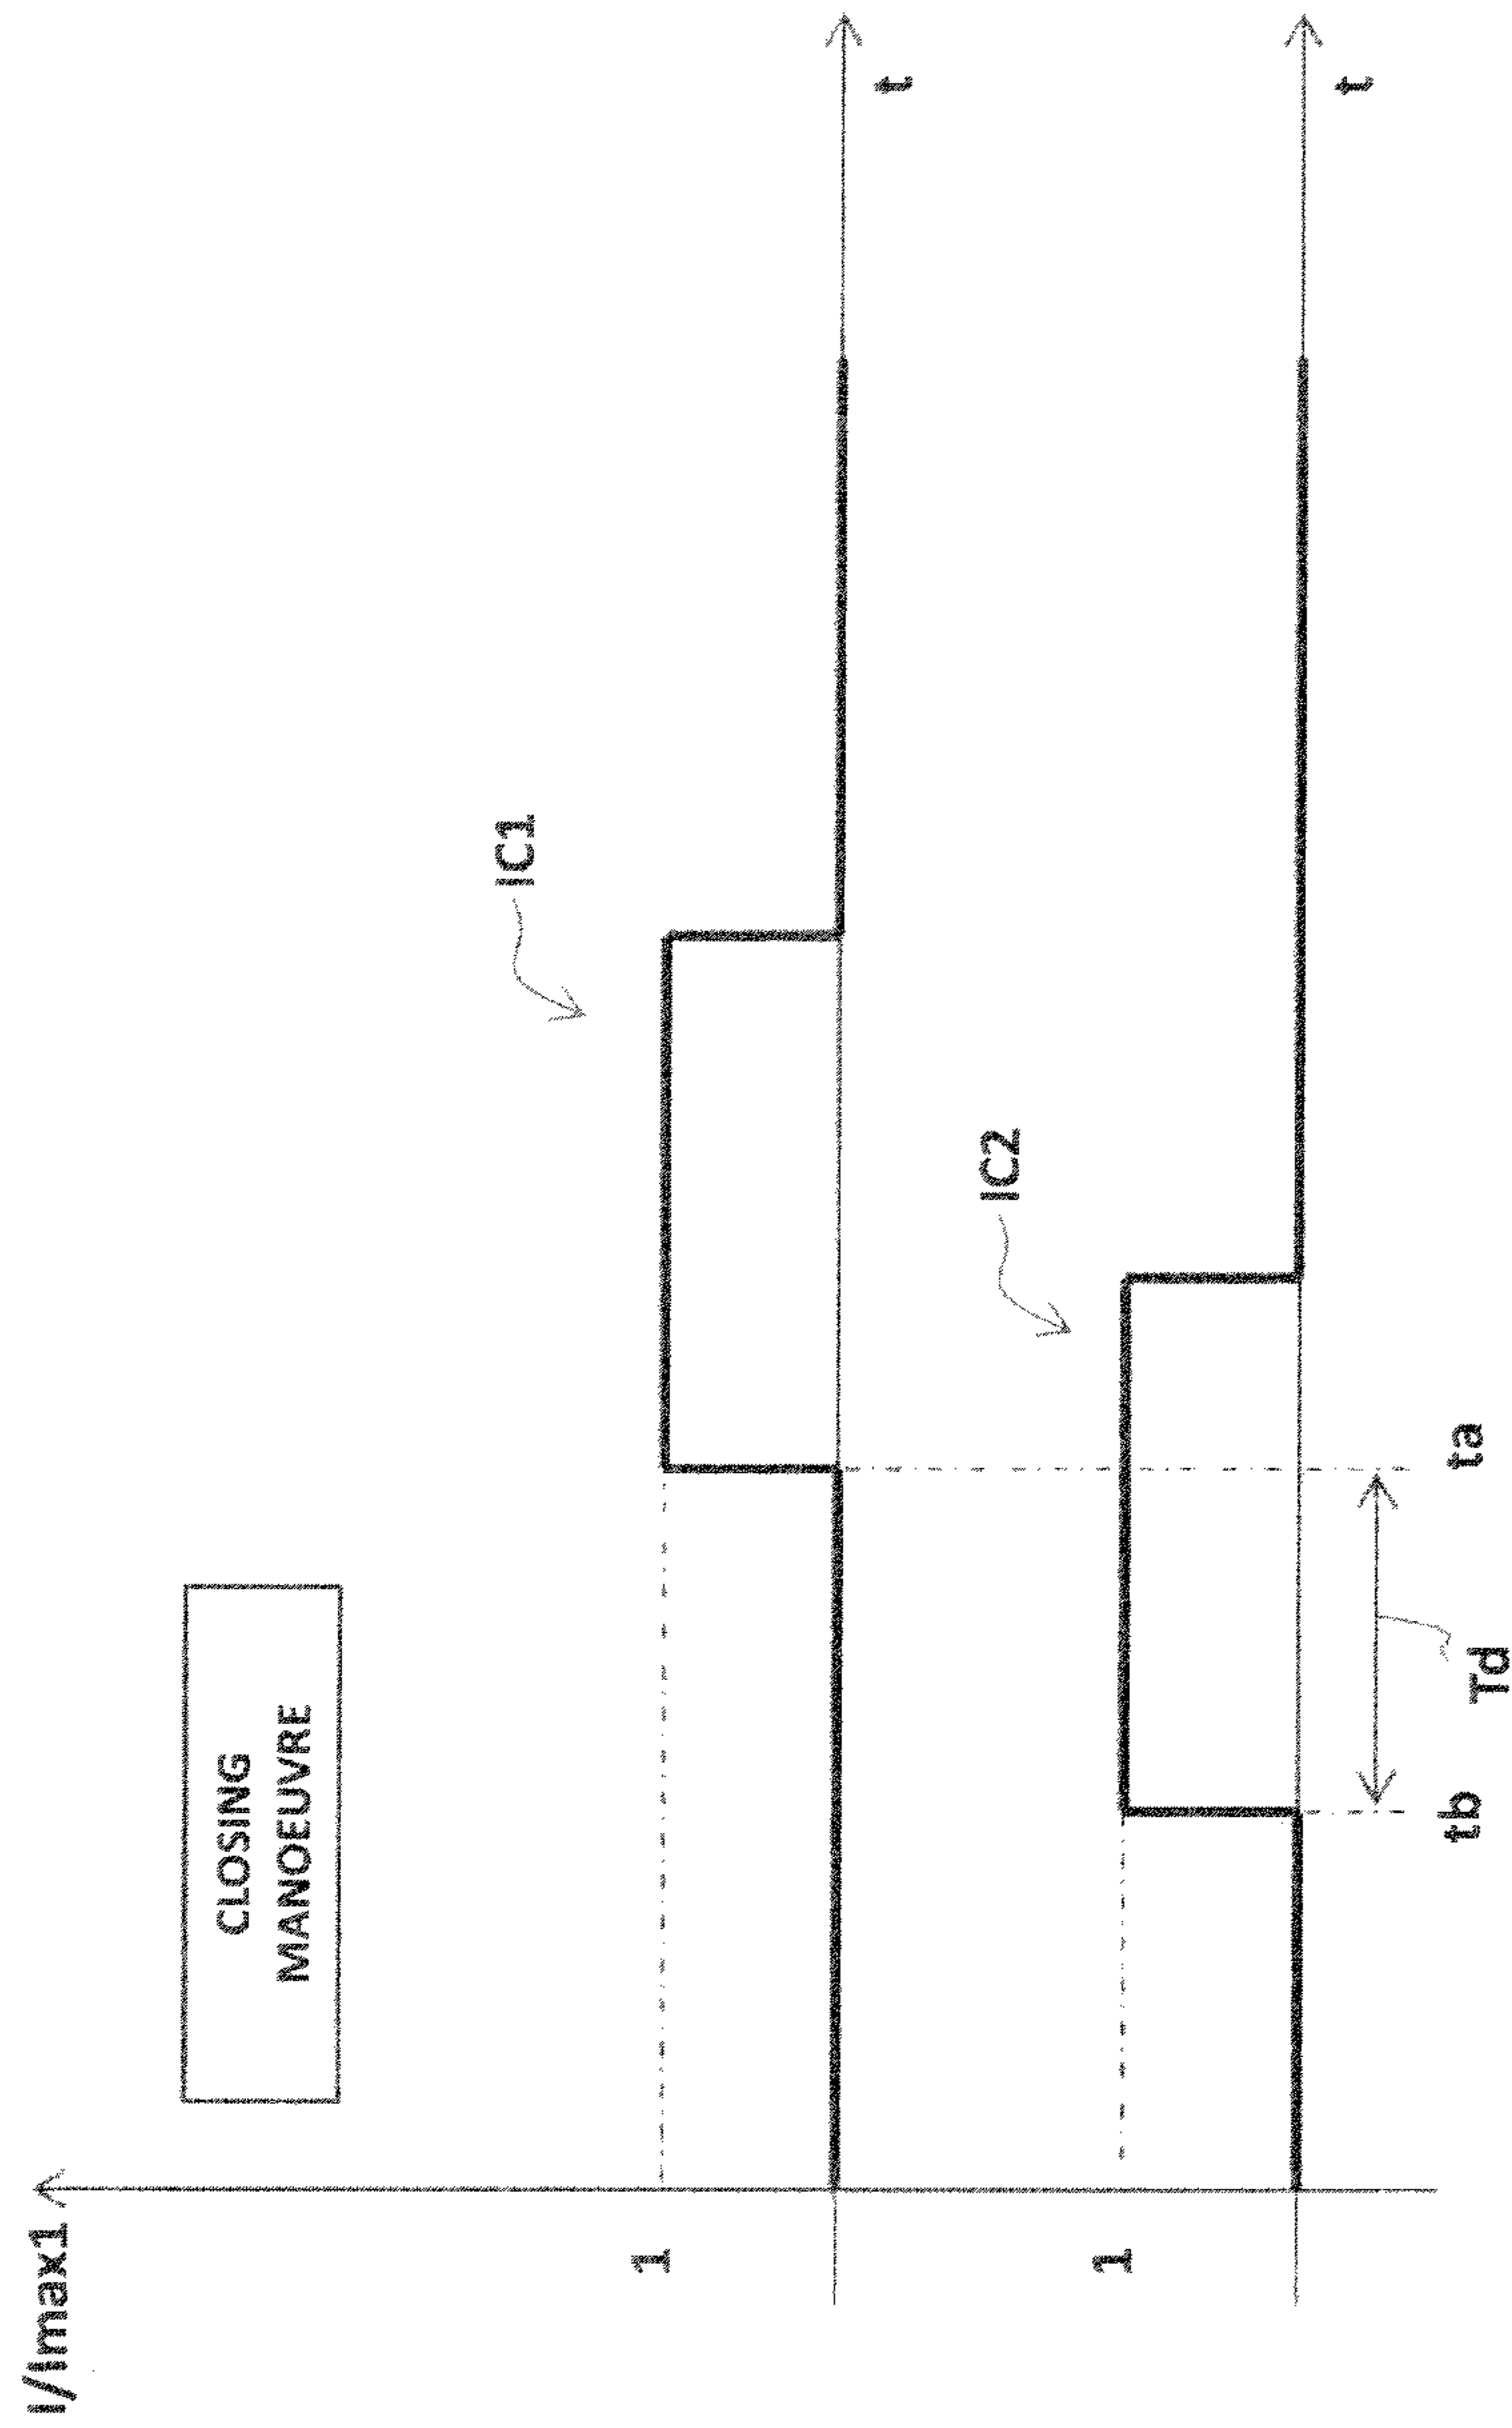 I/Imax1
CLOSING
MANOEUVRE
1
IC1
t
1
IC2
t
tb
ta
Td